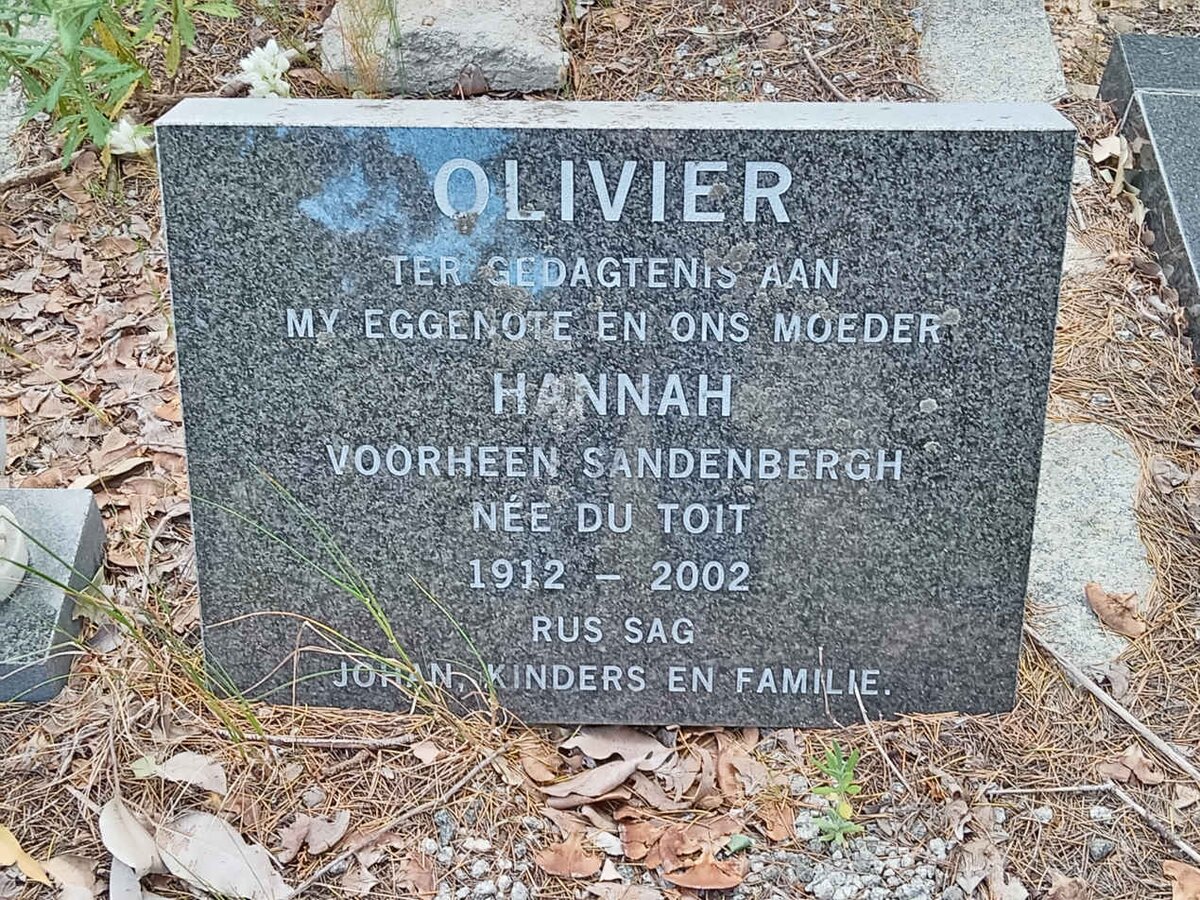 OLIVIER
TER GEDAGTENIS AAN
MY EGGENOTE EN ONS MOEDER
HANNAH
VOORHEEN SANDENBERGH
NÉE DU TOIT
1912 – 2002
RUS SAG
JOHAN, KINDERS EN FAMILIE.